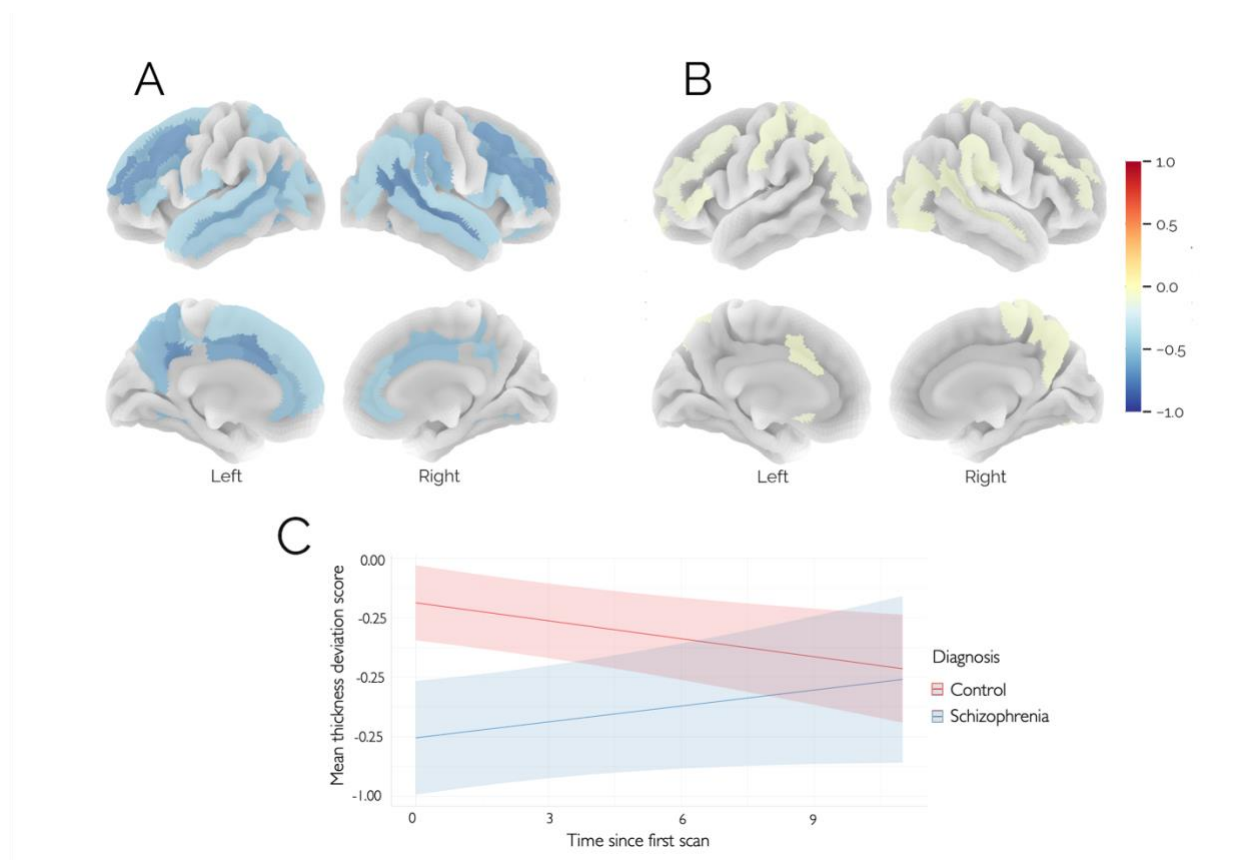 A
B
1.0
0.5
0.0
−0.5
−1.0
Left
Right
Left
Right
C
Mean thickness deviation score
0.00
-0.25
-0.25
-0.25
-1.00
0
3
6
9
Time since first scan
Diagnosis
Control
Schizophrenia